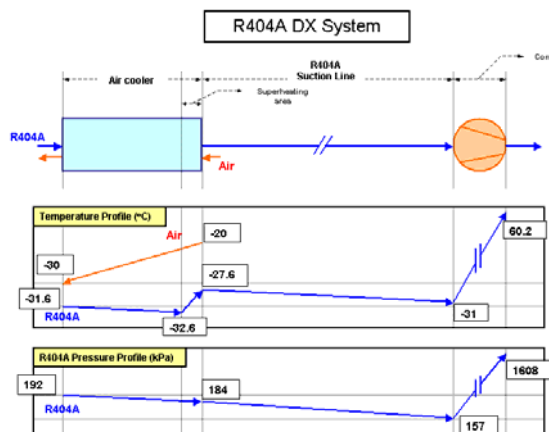 R404A DX System
R404A
Suction Line
Com
Air cooler
Superheating
area
R404A
Air
Temperature Profile (°C)
Air
-20
60.2
-30
-27.6
-31.6
R404A
-32.6
-31
R404A Pressure Profile (kPa)
192
184
1608
R404A
157